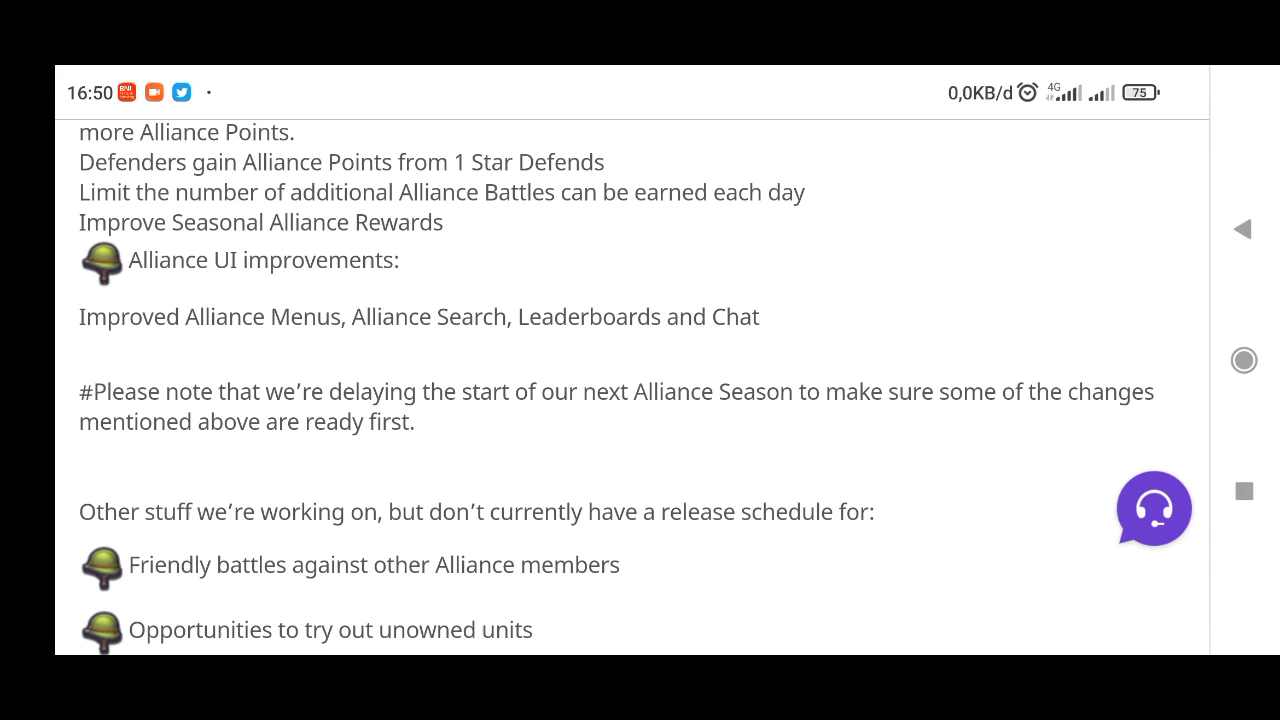 16:50 BNI 0,0KB/d 4G 75
more Alliance Points.
Defenders gain Alliance Points from 1 Star Defends
Limit the number of additional Alliance Battles can be earned each day
Improve Seasonal Alliance Rewards
Alliance UI improvements:
Improved Alliance Menus, Alliance Search, Leaderboards and Chat
#Please note that we’re delaying the start of our next Alliance Season to make sure some of the changes
mentioned above are ready first.
Other stuff we’re working on, but don’t currently have a release schedule for:
Friendly battles against other Alliance members
Opportunities to try out unowned units